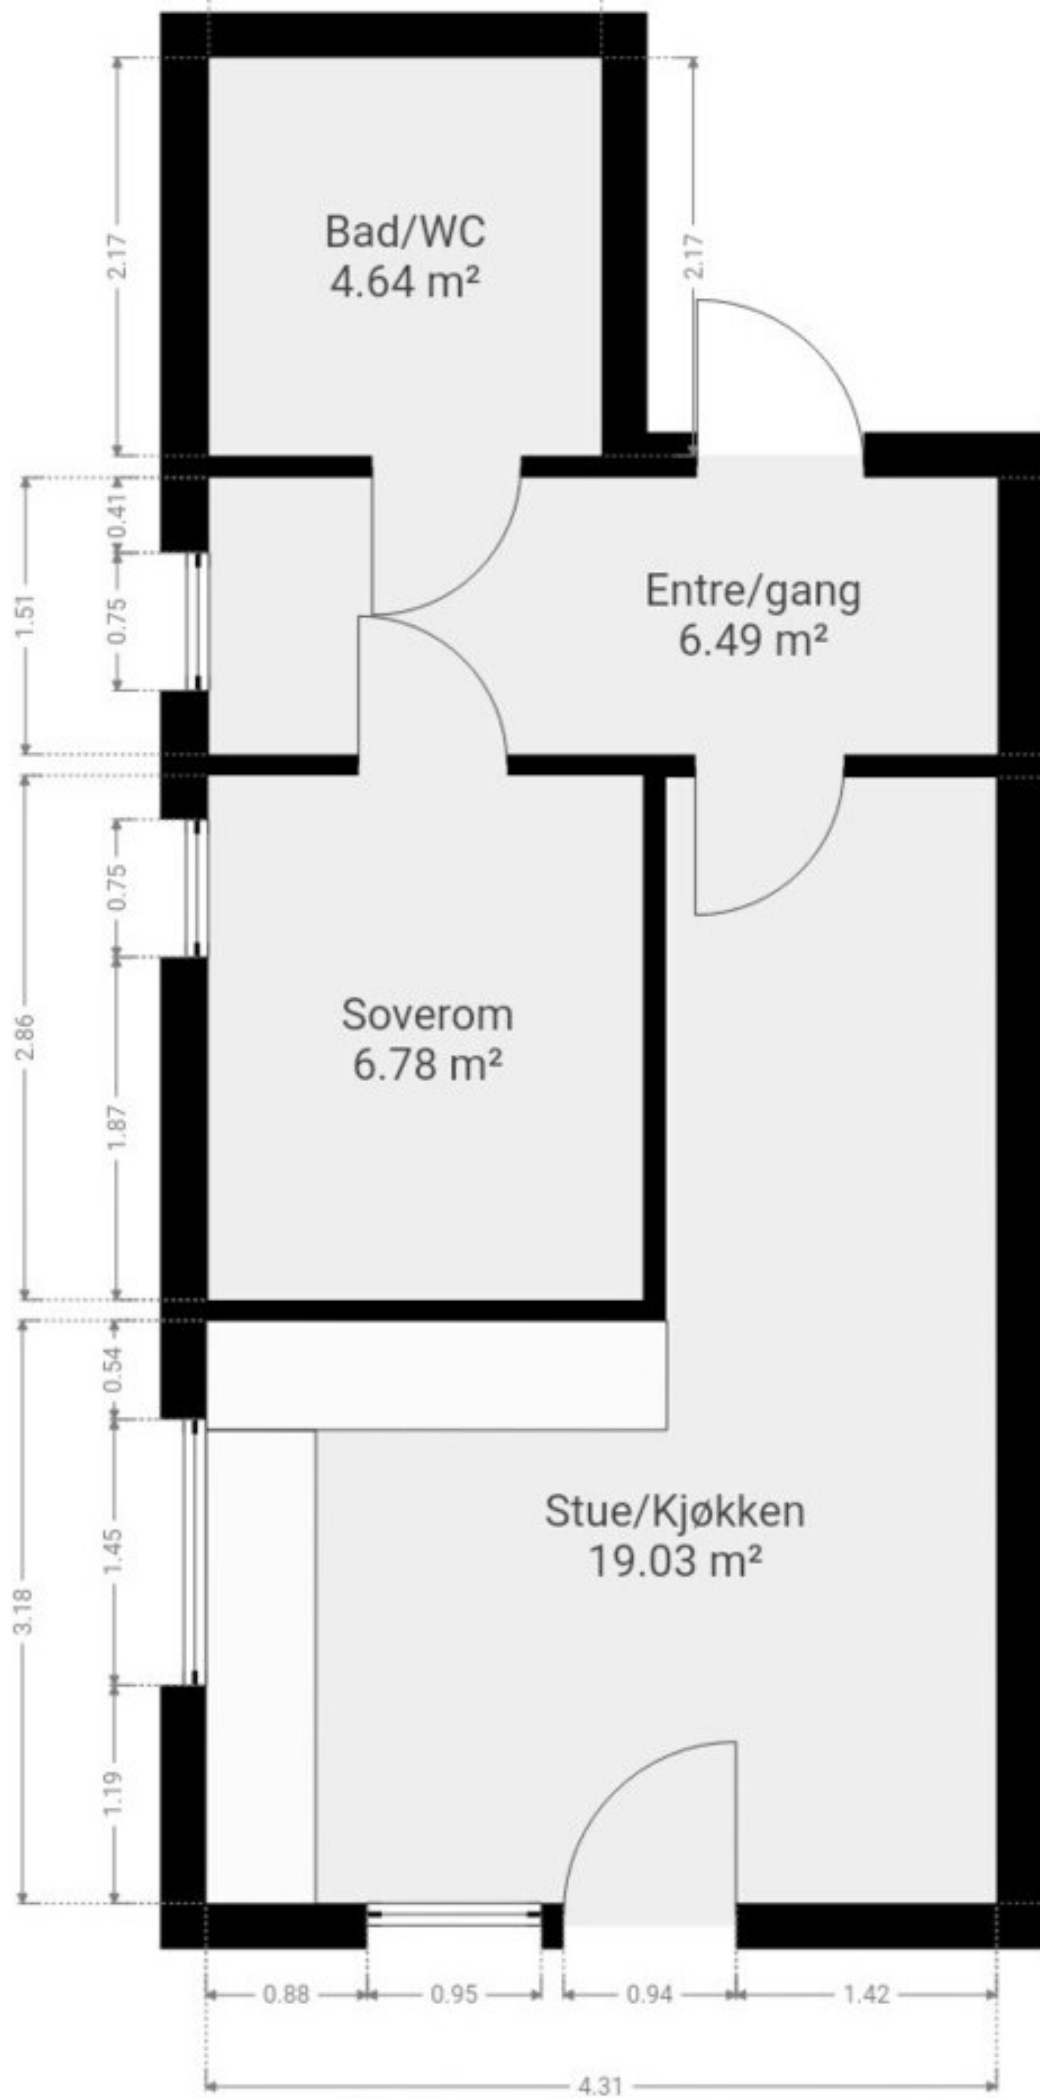 Bad/WC
4.64 m²
2.17
2.17
0.41
0.75
1.51
Entre/gang
6.49 m²
0.75
2.86
1.87
Soverom
6.78 m²
0.54
1.45
3.18
1.19
Stue/Kjøkken
19.03 m²
0.88
0.95
0.94
1.42
4.31